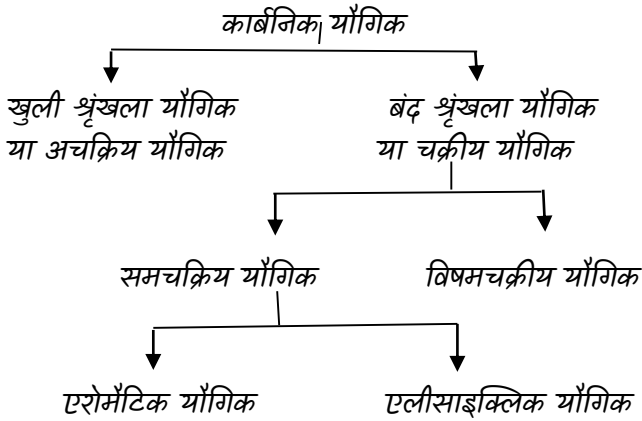 कार्बनिक यौगिक
खुली श्रृंखला यौगिक
या अचक्रिय यौगिक
बंद श्रृंखला यौगिक
या चक्रीय यौगिक
समचक्रिय यौगिक
विषमचक्रीय यौगिक
एरोमैटिक यौगिक
एलीसाइक्लिक यौगिक